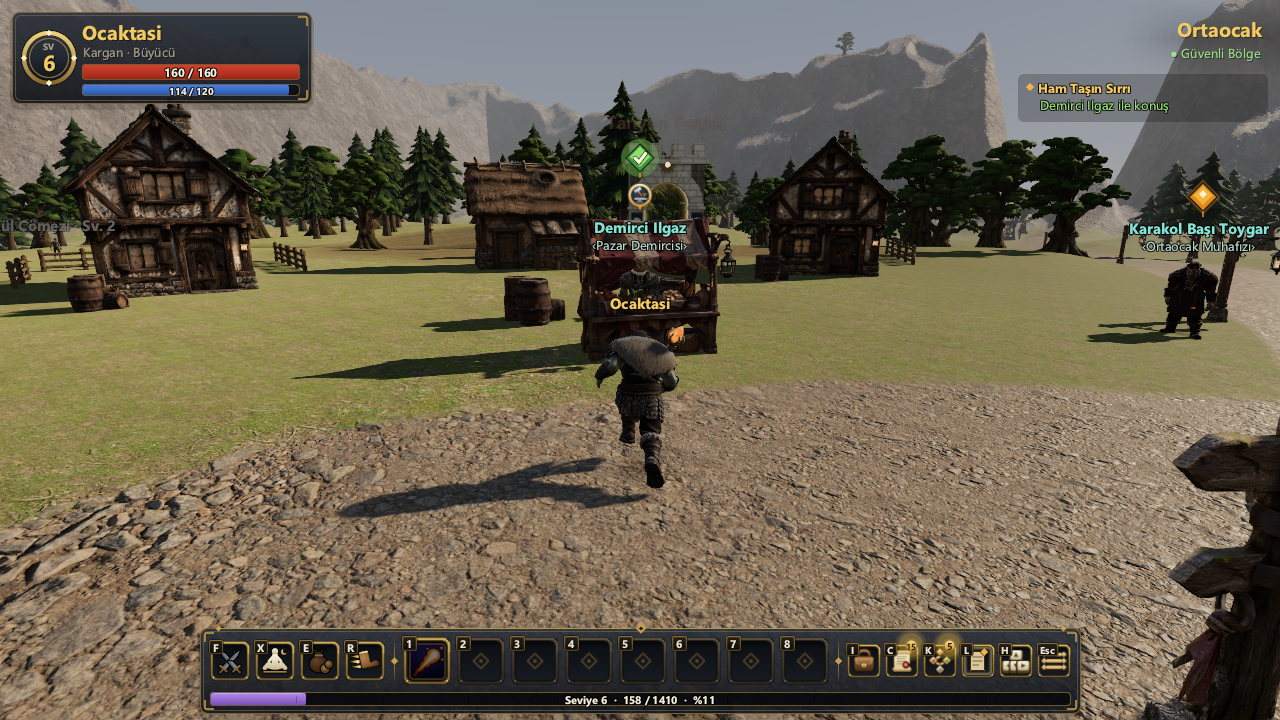 Ocaktasi
SV
6
Kargan · Büyücü
160 / 160
114 / 120
Ortaocak
Güvenli Bölge
Ham Taşın Sırrı
Demirci Ilgaz ile konuş
Sv. 2
Demirci Ilgaz
‹Pazar Demircisi›
Ocaktasi
Karakol Başı Toygar
‹Ortaocak Muhafızı›
F X E R 1 2 3 4 5 6 7 8 I C 15 K 5 L H Esc
Seviye 6 · 158 / 1410 · %11